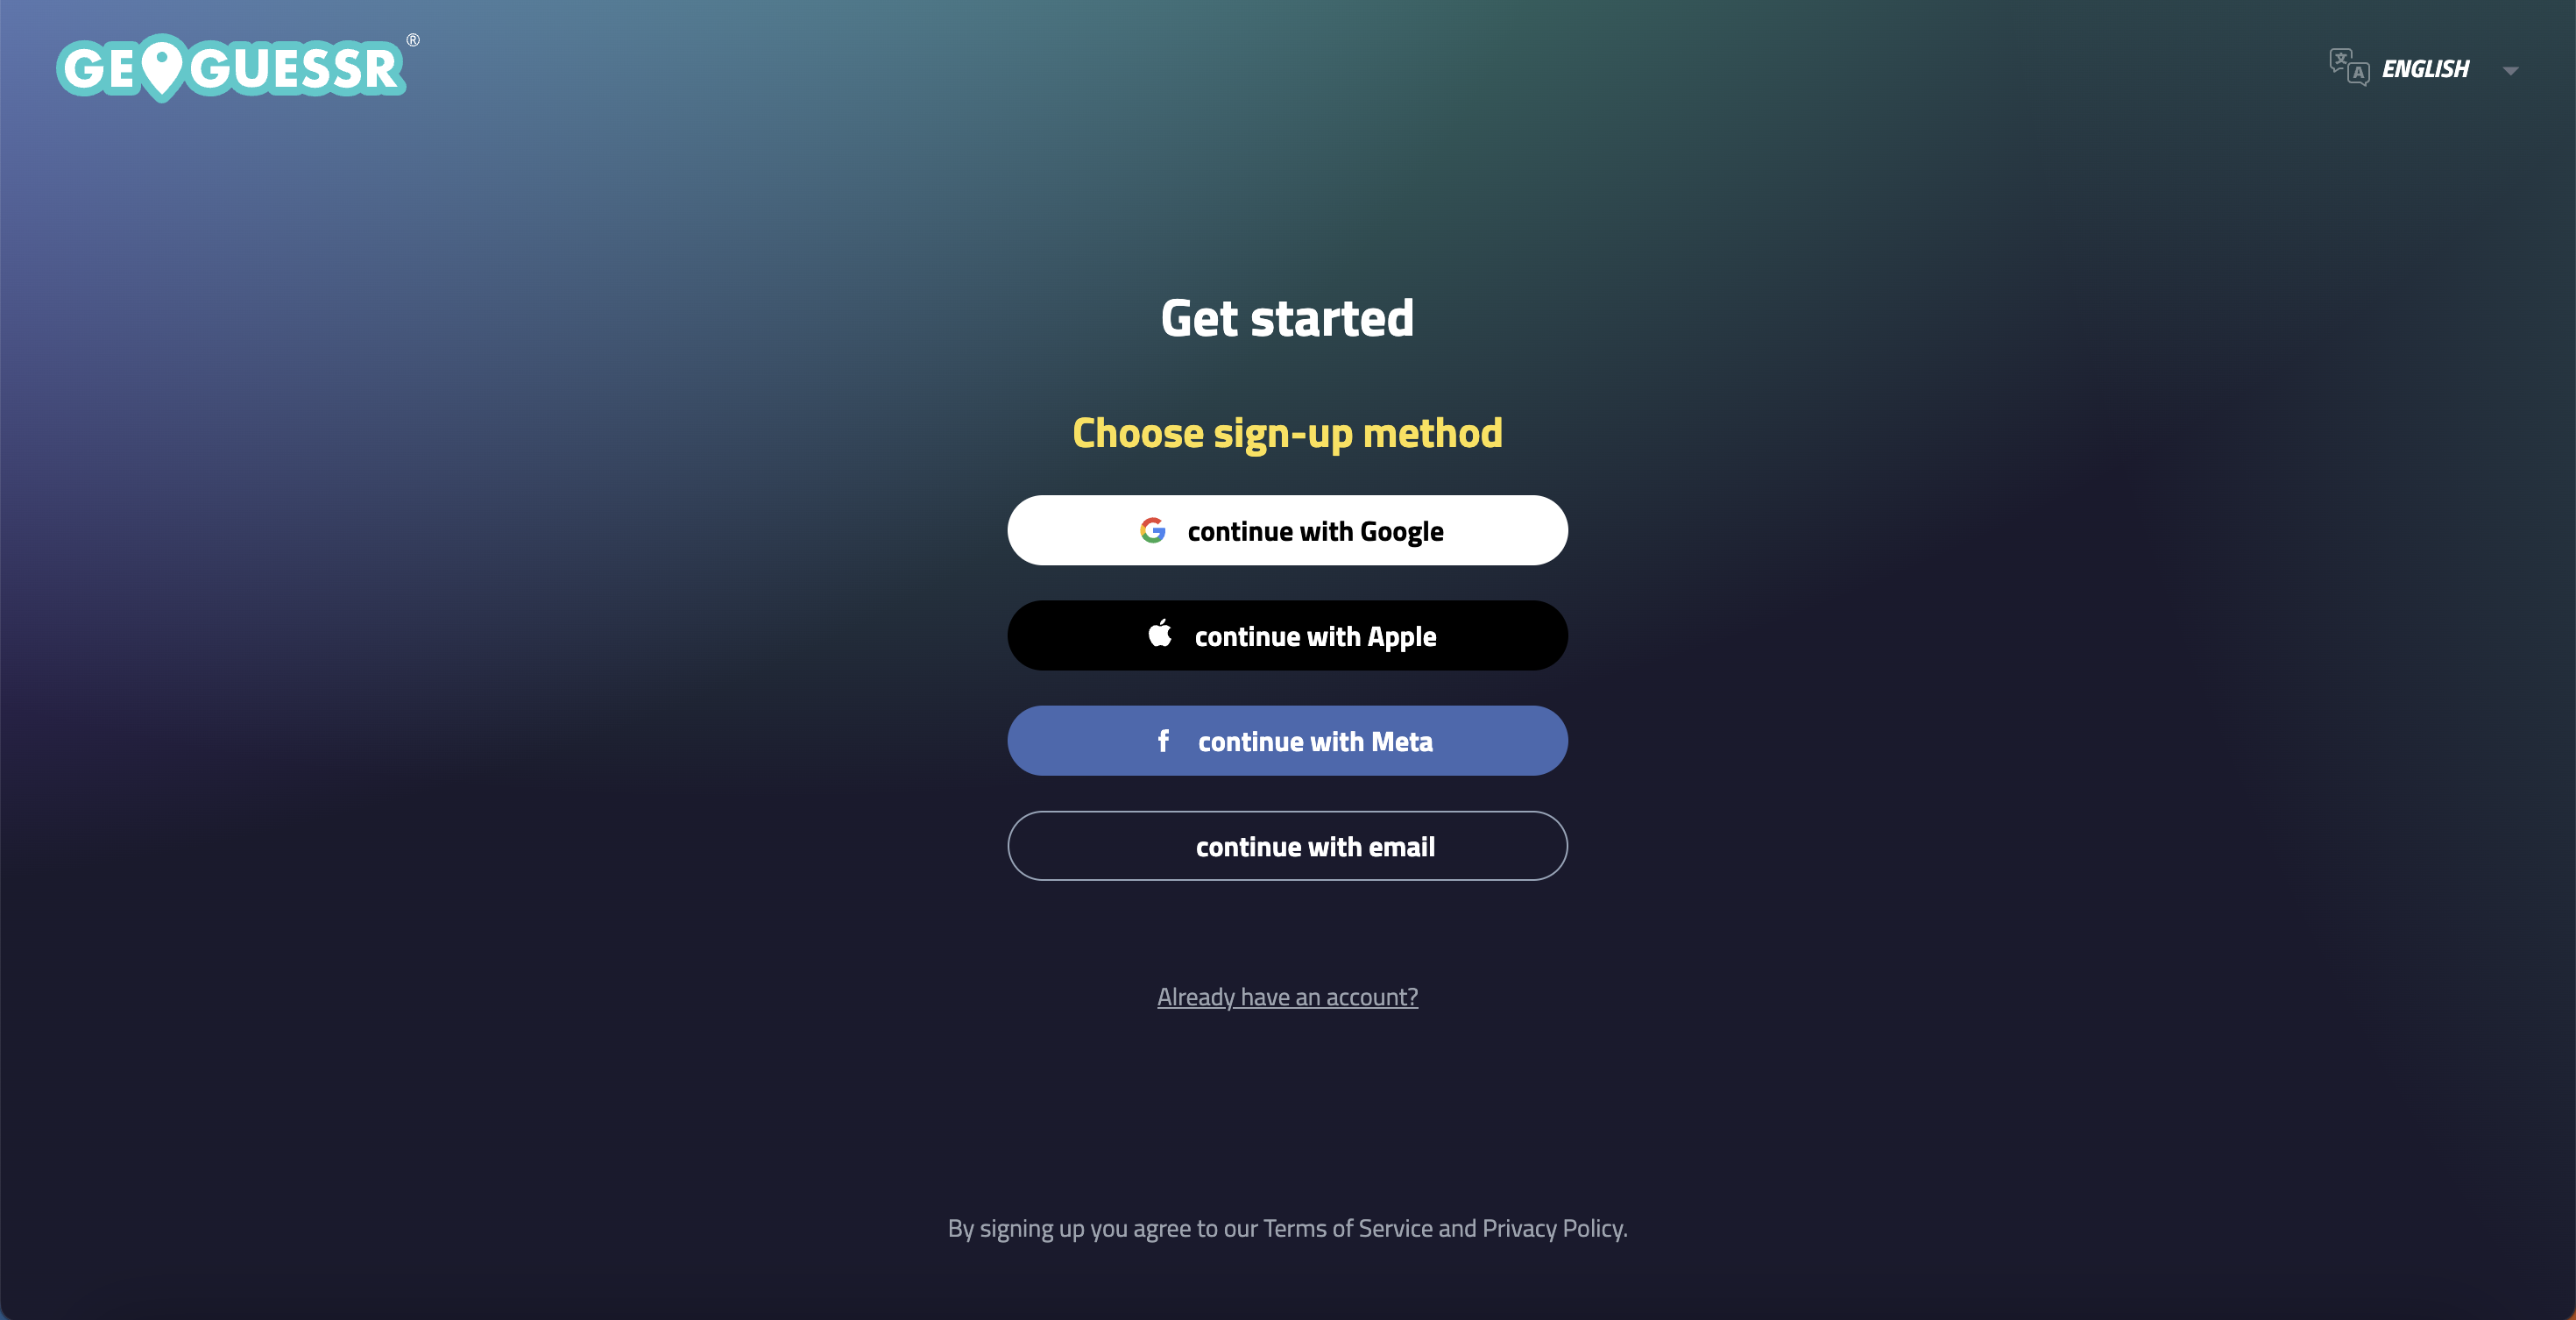 GEOGUESSR®
ENGLISH
Get started
Choose sign-up method
continue with Google
continue with Apple
continue with Meta
continue with email
Already have an account?
By signing up you agree to our Terms of Service and Privacy Policy.